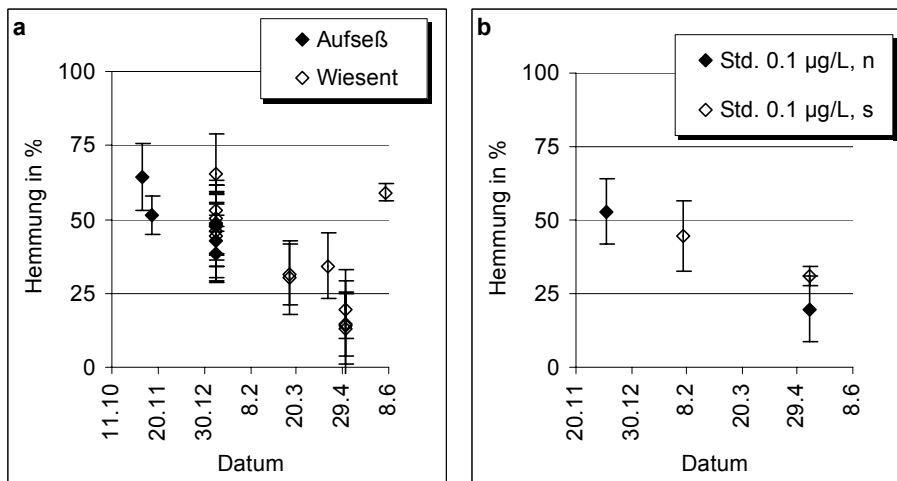 a
Aufseß
Wiesent
100
75
50
25
0
Hemmung in %
11.10
20.11
30.12
8.2
20.3
29.4
8.6
Datum
b
Std. 0.1 µg/L, n
Std. 0.1 µg/L, s
100
75
50
25
0
Hemmung in %
20.11
30.12
8.2
20.3
29.4
8.6
Datum